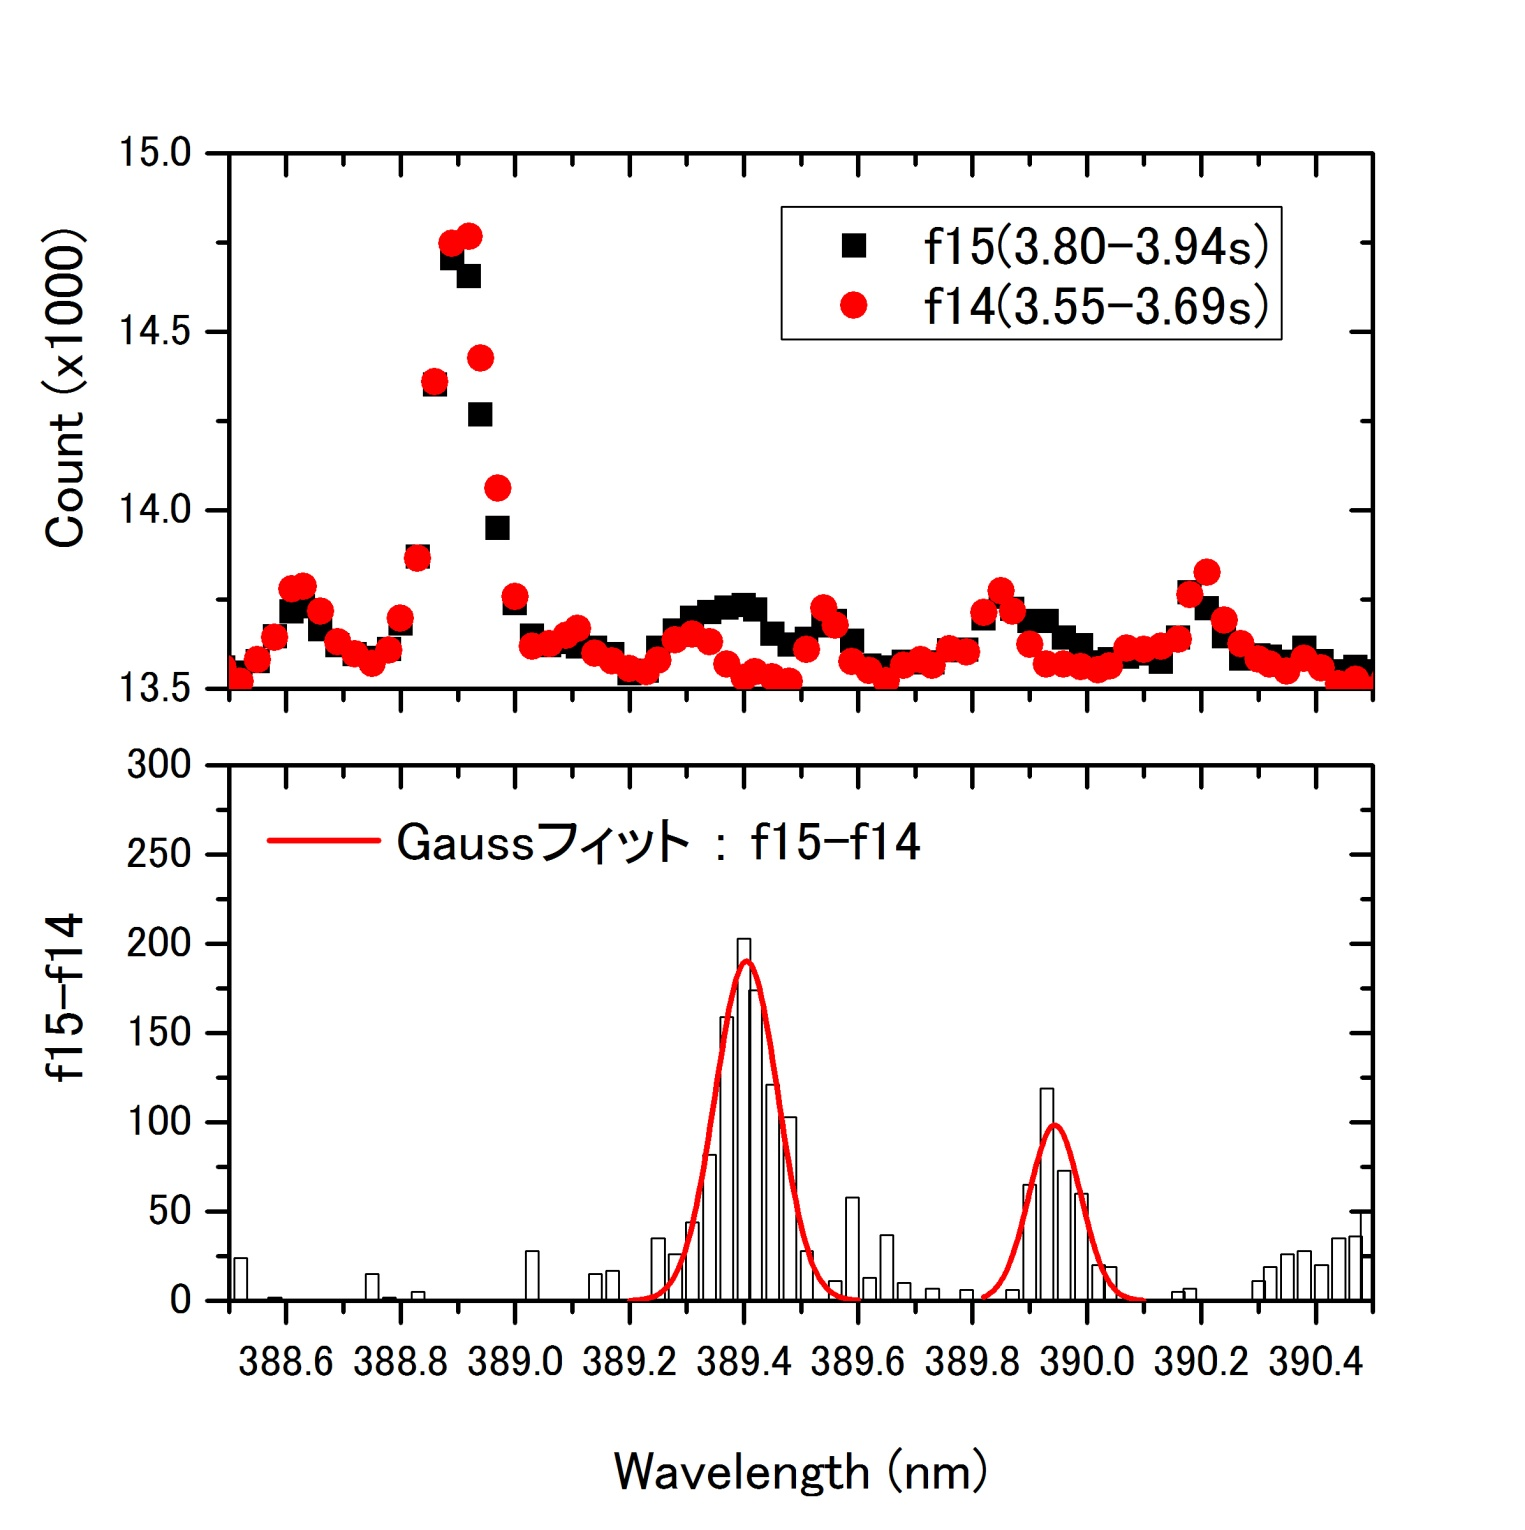 15.0
14.5
14.0
13.5
Count (x1000)
f15(3.80-3.94s)
f14(3.55-3.69s)
300
250
200
150
100
50
0
f15-f14
Gaussフィット : f15-f14
388.6 388.8 389.0 389.2 389.4 389.6 389.8 390.0 390.2 390.4
Wavelength (nm)